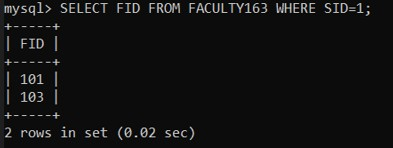 mysql> SELECT FID FROM FACULTY163 WHERE SID=1;
+-----+
| FID |
+-----+
| 101 |
| 103 |
+-----+
2 rows in set (0.02 sec)